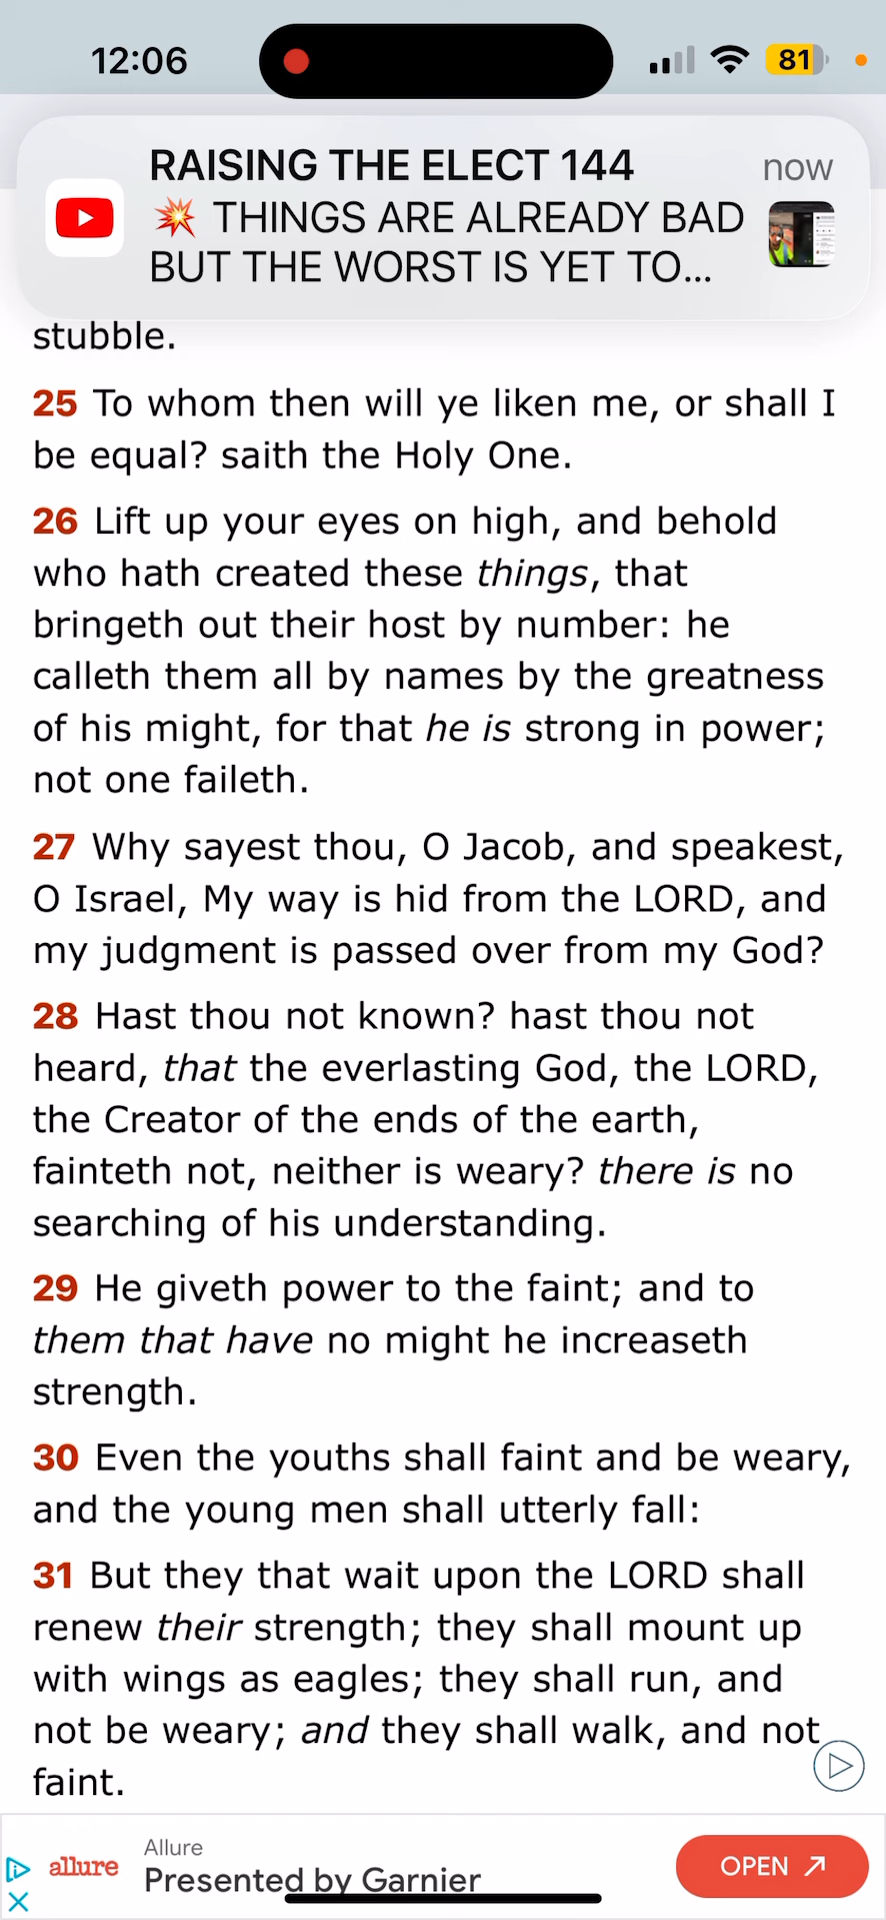 12:06
81
RAISING THE ELECT 144
now
💥 THINGS ARE ALREADY BAD
BUT THE WORST IS YET TO...
stubble.
25 To whom then will ye liken me, or shall I
be equal? saith the Holy One.
26 Lift up your eyes on high, and behold
who hath created these things, that
bringeth out their host by number: he
calleth them all by names by the greatness
of his might, for that he is strong in power;
not one faileth.
27 Why sayest thou, O Jacob, and speakest,
O Israel, My way is hid from the LORD, and
my judgment is passed over from my God?
28 Hast thou not known? hast thou not
heard, that the everlasting God, the LORD,
the Creator of the ends of the earth,
fainteth not, neither is weary? there is no
searching of his understanding.
29 He giveth power to the faint; and to
them that have no might he increaseth
strength.
30 Even the youths shall faint and be weary,
and the young men shall utterly fall:
31 But they that wait upon the LORD shall
renew their strength; they shall mount up
with wings as eagles; they shall run, and
not be weary; and they shall walk, and not
faint.
allure
Allure
Presented by Garnier
OPEN